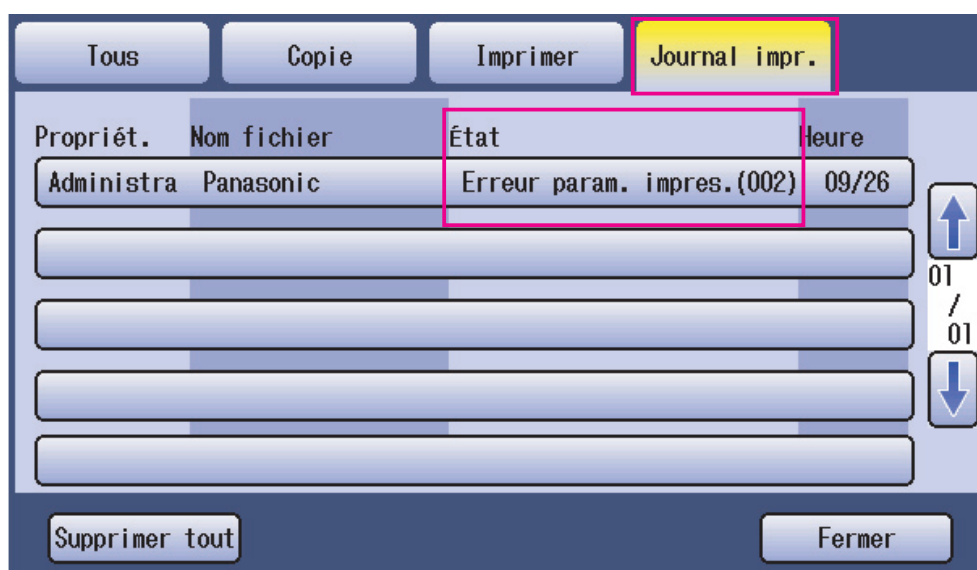 Tous Copie Imprimer Journal impr.
Propriét. Nom fichier État Heure
Administra Panasonic Erreur param. impres.(002) 09/26
01
/
01
Supprimer tout Fermer